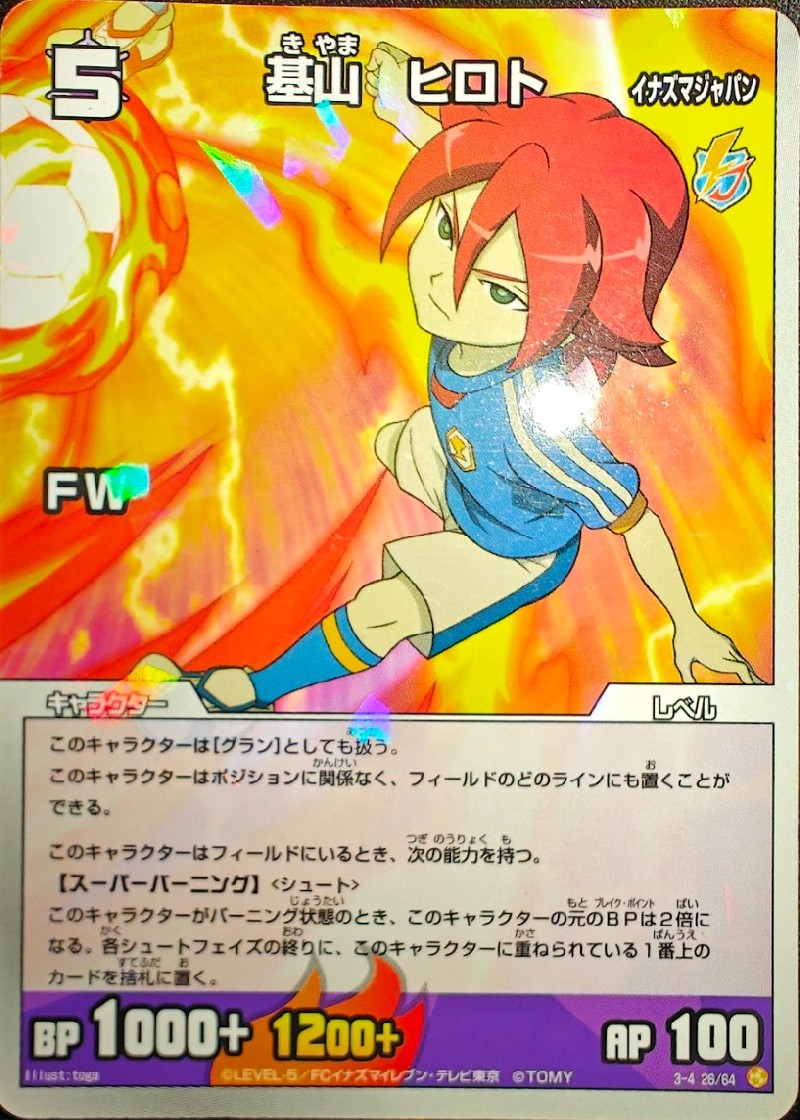 5
きやま
基山 ヒロト
イナズマジャパン
FW
キャラクター
レベル
このキャラクターは[グラン]としても扱う。
このキャラクターはポジションに関係なく、フィールドのどのラインにも置くことが
できる。
このキャラクターはフィールドにいるとき、次の能力を持つ。
【スーパーバーニング】<シュート>
このキャラクターがバーニング状態のとき、このキャラクターの元のBPは2倍に
なる。各シュートフェイズの終りに、このキャラクターに重ねられている1番上の
カードを捨札に置く。
BP 1000+ 1200+
AP 100
Illust:tuga
©LEVEL-5/FCイナズマイレブン・テレビ東京 ©TOMY
3-4 26/64